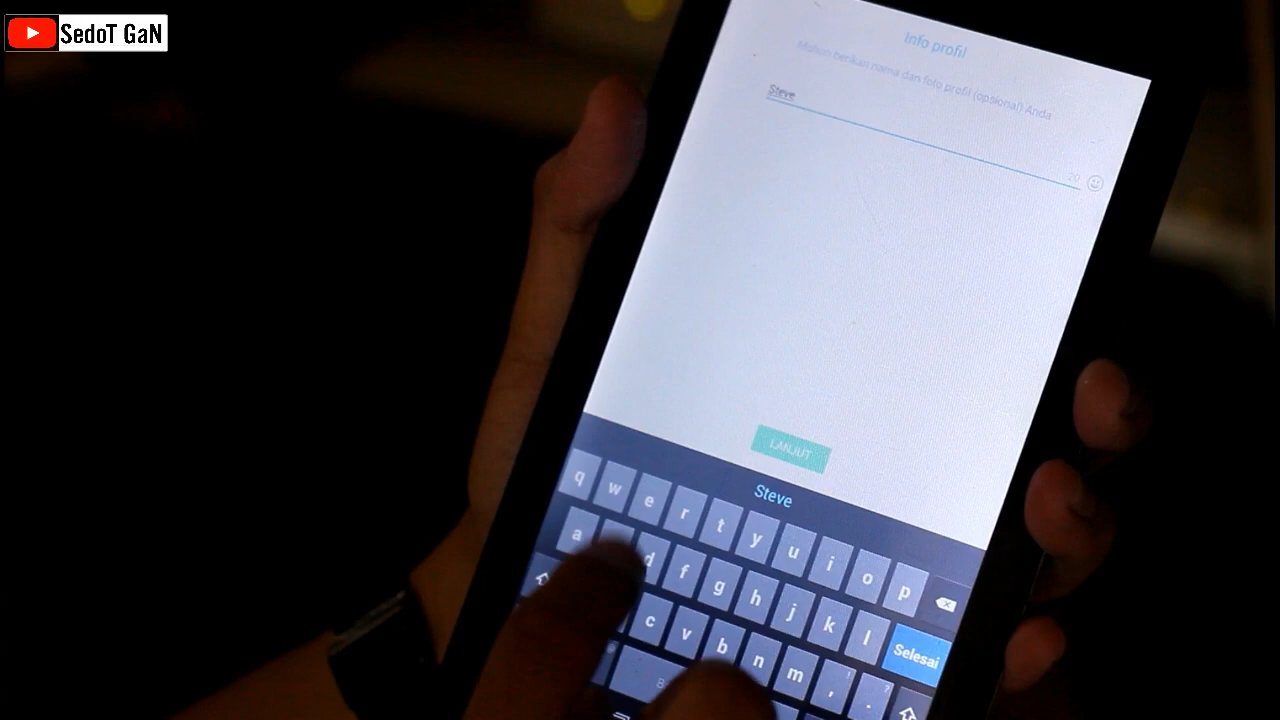 SedoT GaN
Info profil
Mohon berikan nama dan foto profil (opsional) Anda
Steve
20
LANJUT
Steve
q w e r t y u i o p
a d f g h j k l
Selesai
c v b n m , ! . ?